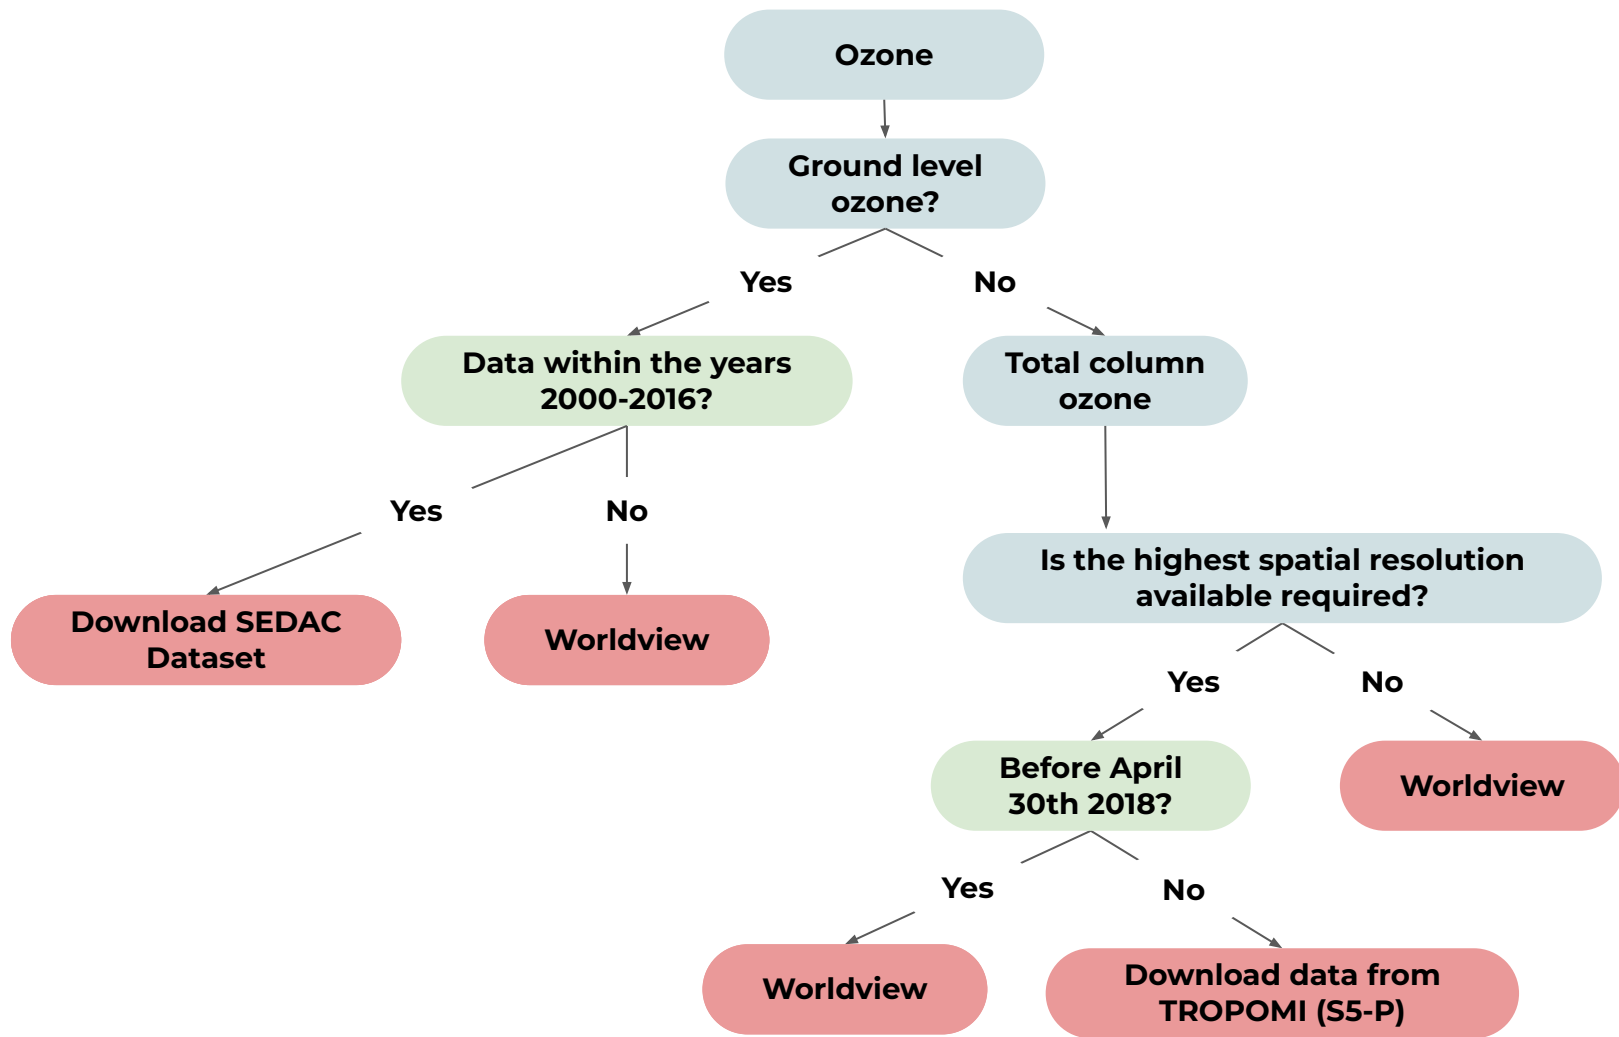 Ozone
Ground level
ozone?
Yes
No
Data within the years
2000-2016?
Total column
ozone
Yes
No
Is the highest spatial resolution
available required?
Download SEDAC
Dataset
Worldview
Yes
No
Before April
30th 2018?
Worldview
Yes
No
Worldview
Download data from
TROPOMI (S5-P)